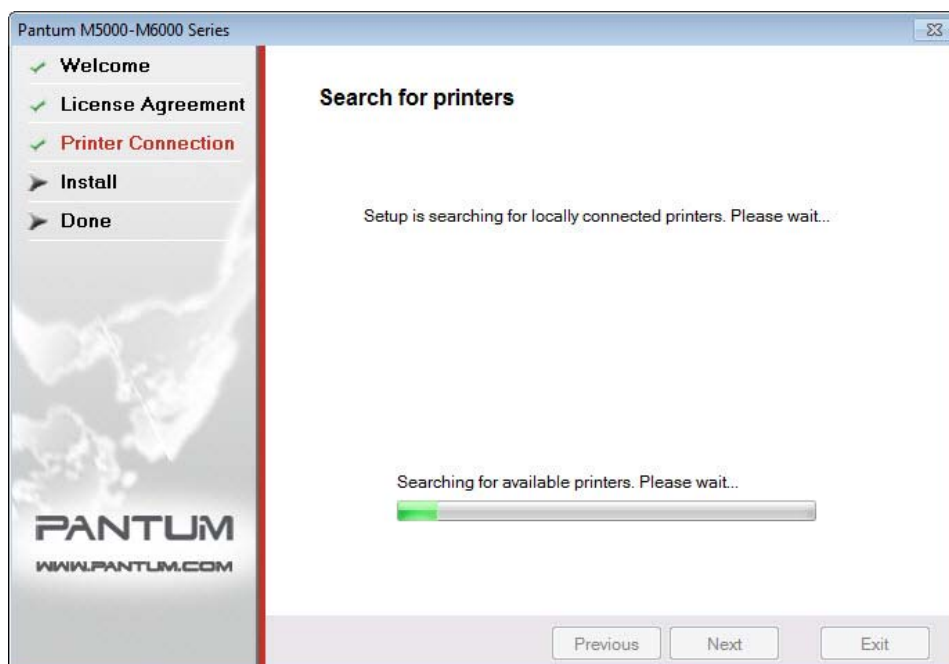 Pantum M5000-M6000 Series
Welcome
License Agreement
Printer Connection
Install
Done
Search for printers
Setup is searching for locally connected printers. Please wait...
Searching for available printers. Please wait...
PANTUM
WWW.PANTUM.COM
Previous
Next
Exit